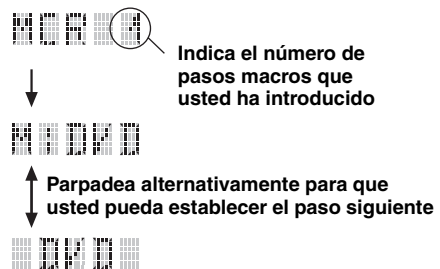 MCR 1
Indica el número de
pasos macros que
usted ha introducido
M:DVD
Parpadea alternativamente para que
usted pueda establecer el paso siguiente
DVD